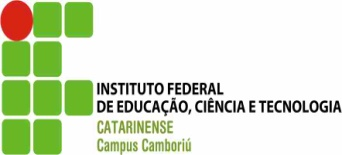 INSTITUTO FEDERAL
DE EDUCAÇÃO, CIÊNCIA E TECNOLOGIA
CATARINENSE
Campus Camboriú